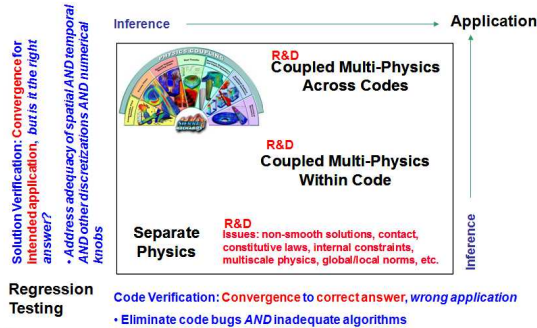 Inference
Application
Solution Verification: Convergence for
intended application, but is it the right
answer?
• Address adequacy of spatial AND temporal
AND other discretizations AND numerical
knobs
PHYSICS COUPLING
R&D
Coupled Multi-Physics
Across Codes
R&D
Coupled Multi-Physics
Within Code
Separate
Physics
R&D
Issues: non-smooth solutions, contact,
constitutive laws, internal constraints,
multiscale physics, global/local norms, etc.
Inference
Regression
Testing
Code Verification: Convergence to correct answer, wrong application
• Eliminate code bugs AND inadequate algorithms